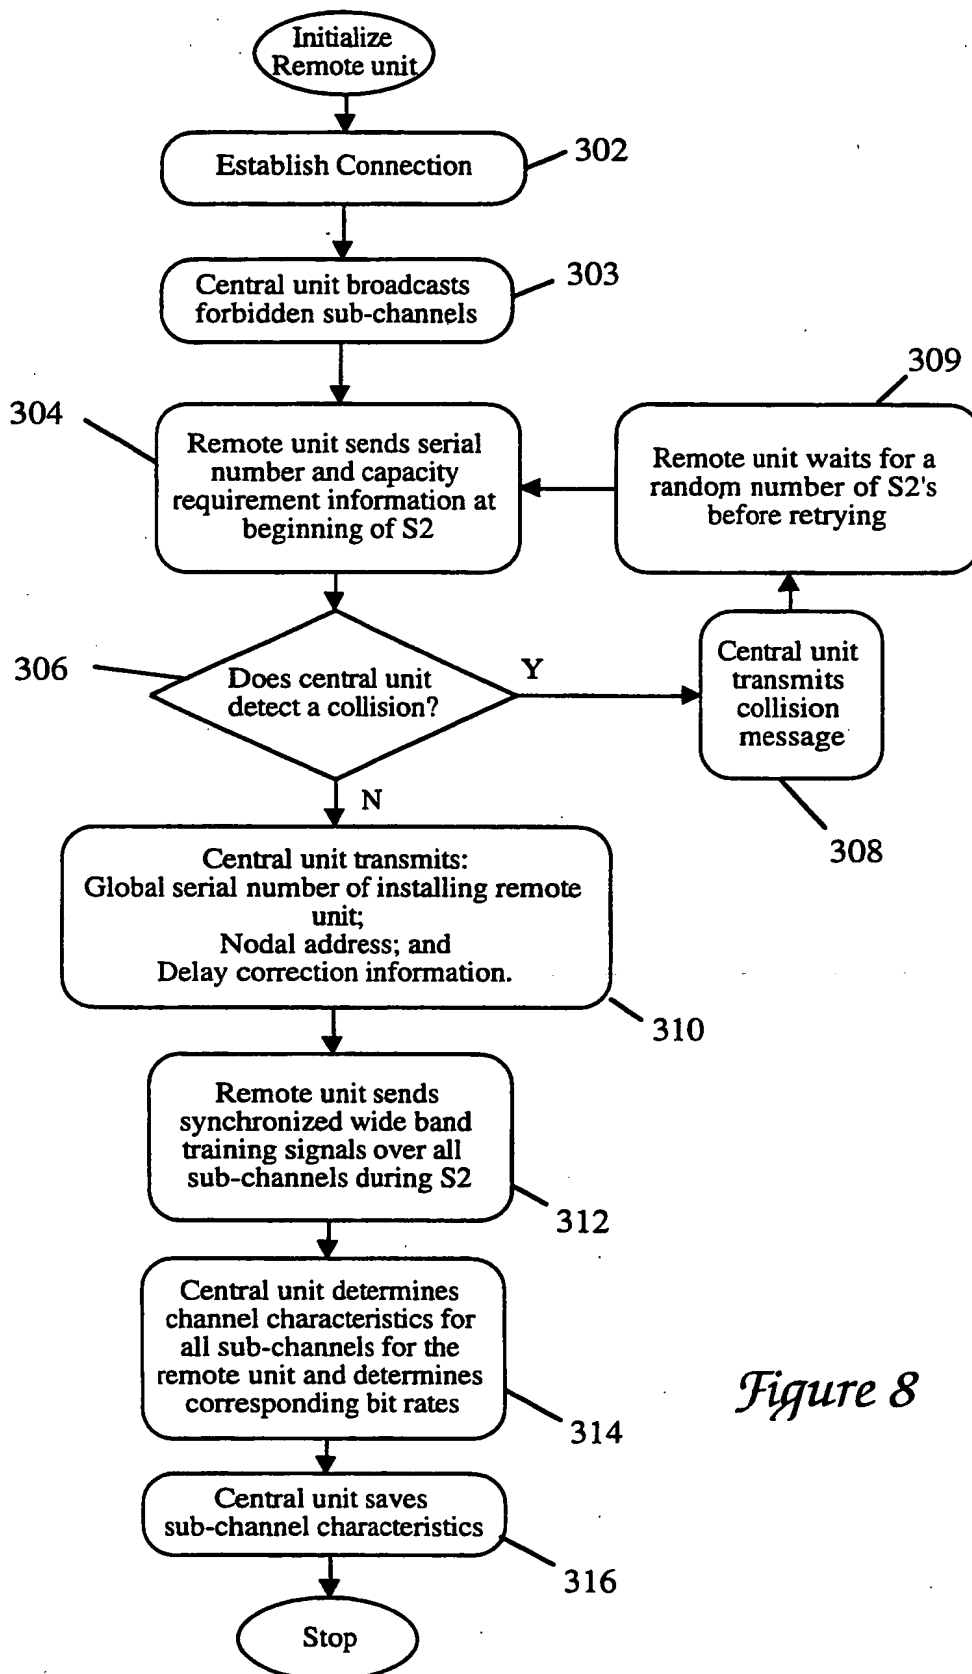 Initialize
Remote unit
Establish Connection
302
Central unit broadcasts
forbidden sub-channels
303
304
Remote unit sends serial
number and capacity
requirement information at
beginning of S2
309
Remote unit waits for a
random number of S2's
before retrying
306
Does central unit
detect a collision?
Y
Central unit
transmits
collision
message
308
N
Central unit transmits:
Global serial number of installing remote
unit;
Nodal address; and
Delay correction information.
310
Remote unit sends
synchronized wide band
training signals over all
sub-channels during S2
312
Central unit determines
channel characteristics for
all sub-channels for the
remote unit and determines
corresponding bit rates
314
Figure 8
Central unit saves
sub-channel characteristics
316
Stop